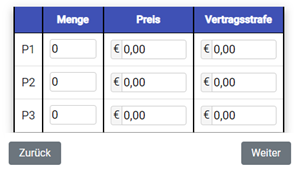 Menge Preis Vertragsstrafe
P1 0 € 0,00 € 0,00
P2 0 € 0,00 € 0,00
P3 0 € 0,00 € 0,00
Zurück Weiter